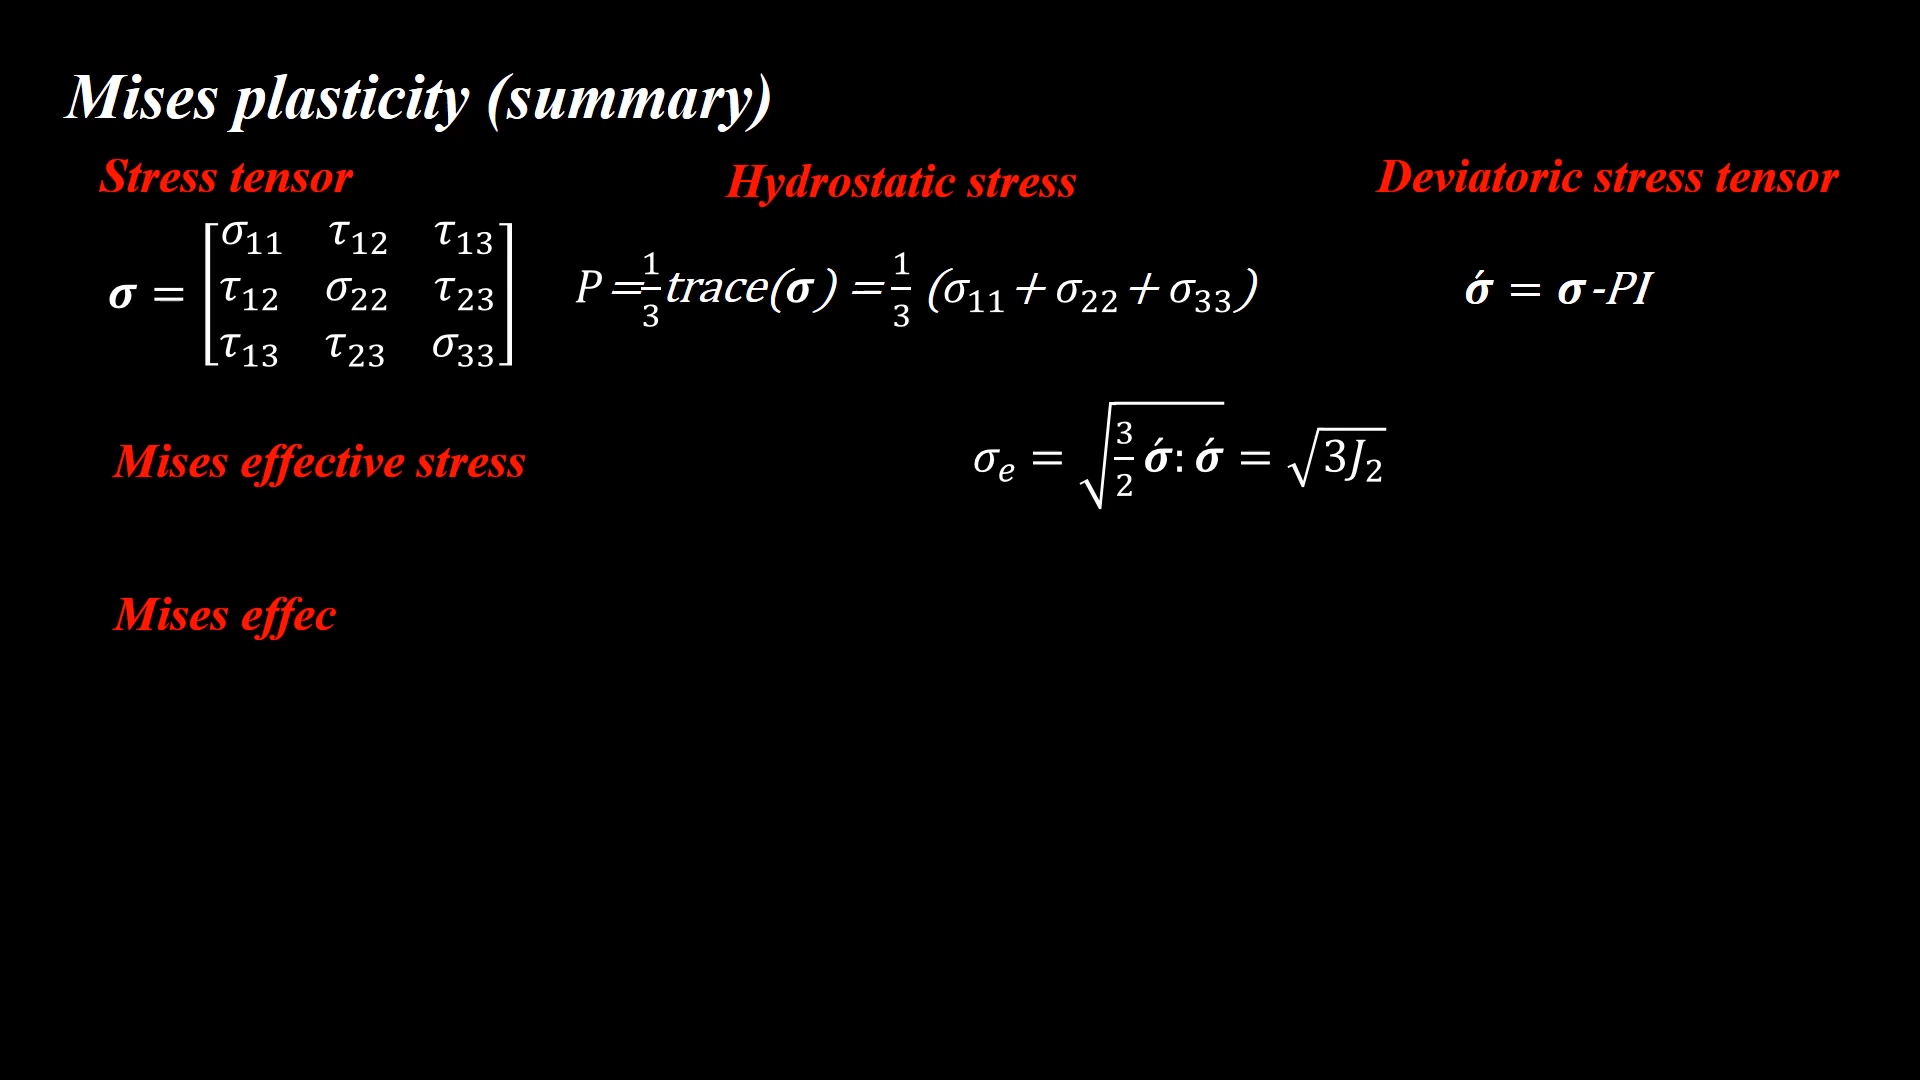 Mises plasticity (summary)
Stress tensor
Hydrostatic stress
Deviatoric stress tensor
𝝈 = [σ₁₁ τ₁₂ τ₁₃
τ₁₂ σ₂₂ τ₂₃
τ₁₃ τ₂₃ σ₃₃]
P = 1/3 trace(𝝈) = 1/3 (σ₁₁ + σ₂₂ + σ₃₃)
𝝈́ = 𝝈-PI
Mises effective stress
σₑ = √(3/2 𝝈́: 𝝈́) = √(3J₂)
Mises effec